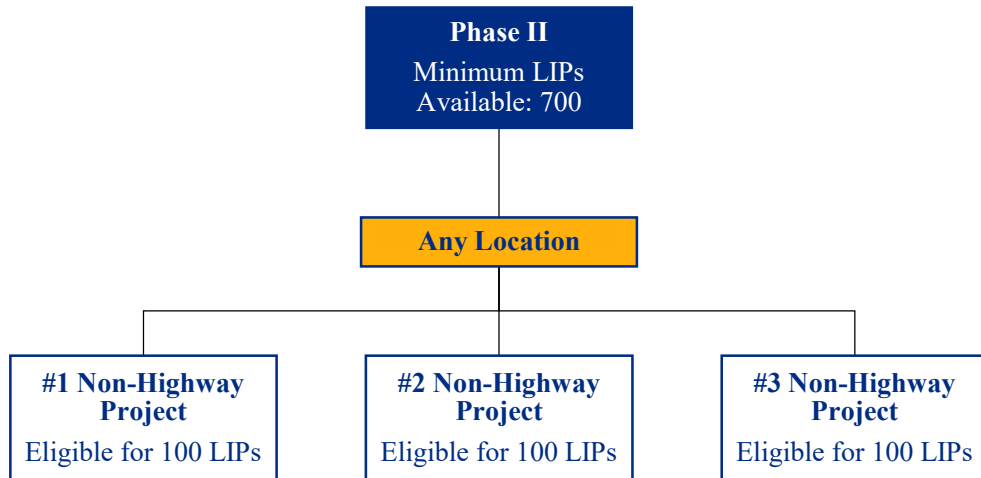 Phase II
Minimum LIPs
Available: 700
Any Location
#1 Non-Highway
Project
Eligible for 100 LIPs
#2 Non-Highway
Project
Eligible for 100 LIPs
#3 Non-Highway
Project
Eligible for 100 LIPs